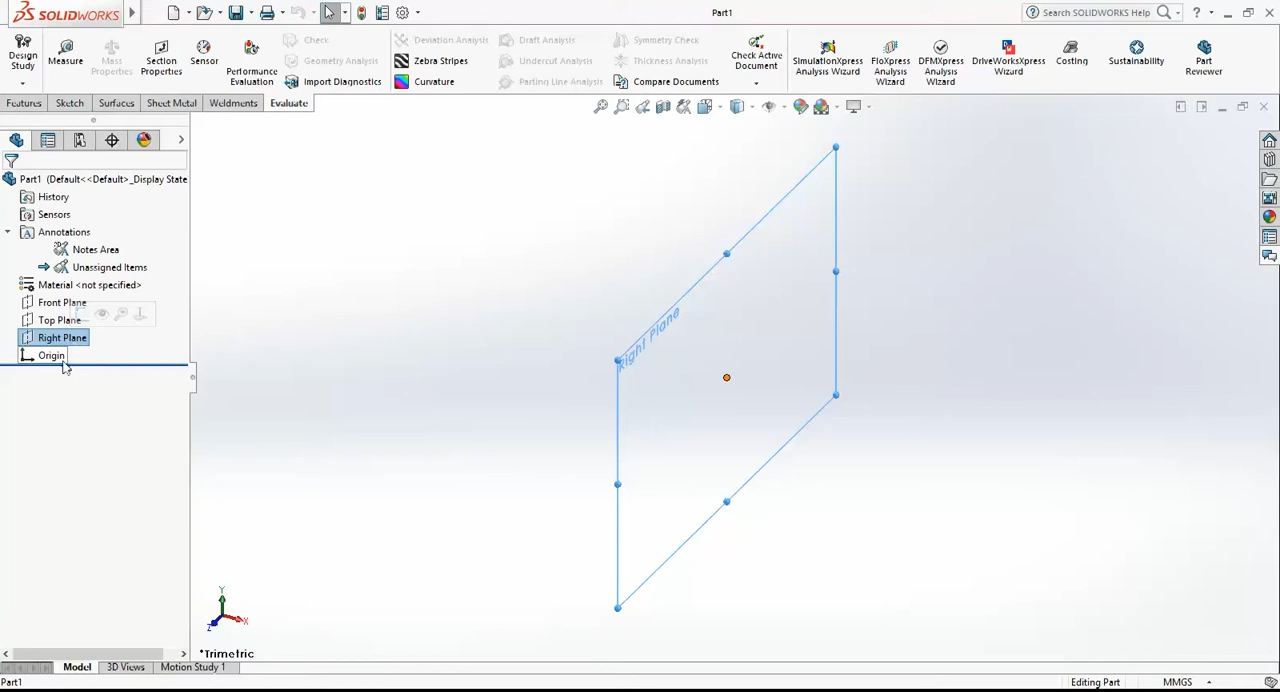 SOLIDWORKS
Part1
Search SOLIDWORKS Help
?
Design Study
Measure
Mass Properties
Section Properties
Sensor
Performance Evaluation
Check
Geometry Analysis
Import Diagnostics
Deviation Analysis
Zebra Stripes
Curvature
Draft Analysis
Undercut Analysis
Parting Line Analysis
Symmetry Check
Thickness Analysis
Compare Documents
Check Active Document
SimulationXpress Analysis Wizard
FloXpress Analysis Wizard
DFMXpress Analysis Wizard
DriveWorksXpress Wizard
Costing
Sustainability
Part Reviewer
Features
Sketch
Surfaces
Sheet Metal
Weldments
Evaluate
Part1 (Default<<Default>_Display State
History
Sensors
Annotations
Notes Area
Unassigned Items
Material <not specified>
Front Plane
Top Plane
Right Plane
Origin
Right Plane
Y
X
Z
*Trimetric
Model
3D Views
Motion Study 1
Part1
Editing Part
MMGS